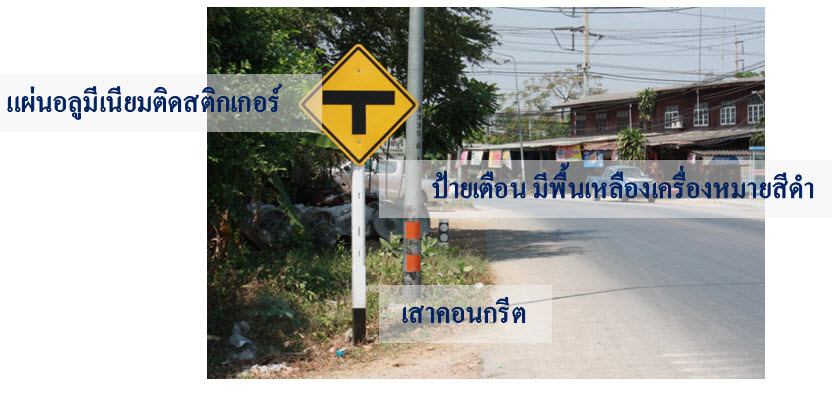 แผ่นอลูมีเนียมติดสติกเกอร์
ป้ายเตือน มีพื้นเหลืองเครื่องหมายสีดำ
เสาคอนกรีต